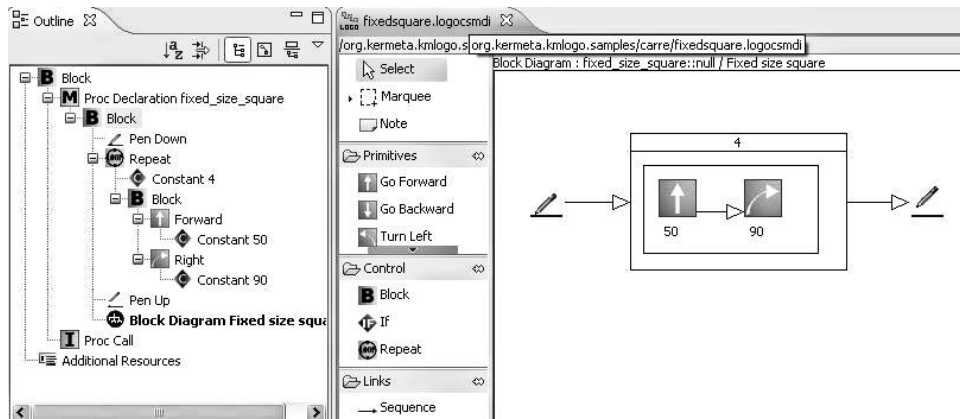 Outline
Block
Proc Declaration fixed_size_square
Block
Pen Down
Repeat
Constant 4
Block
Forward
Constant 50
Right
Constant 90
Pen Up
Block Diagram Fixed size squa
Proc Call
Additional Resources
LOGO fixedsquare.logocsmdi
/org.kermeta.kmlogo.s
org.kermeta.kmlogo.samples/carre/fixedsquare.logocsmdi
Select
Marquee
Note
Primitives
Go Forward
Go Backward
Turn Left
Control
Block
If
Repeat
Links
Sequence
Block Diagram : fixed_size_square::null / Fixed size square
4
50 90